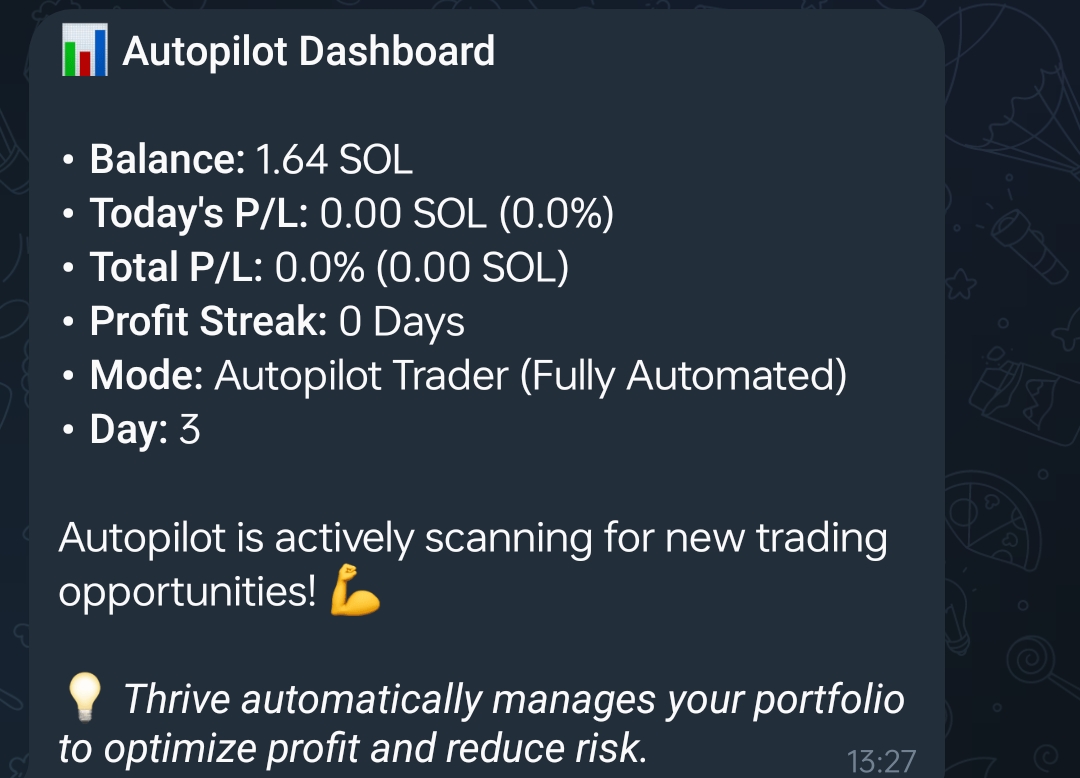 📊 Autopilot Dashboard
• Balance: 1.64 SOL
• Today's P/L: 0.00 SOL (0.0%)
• Total P/L: 0.0% (0.00 SOL)
• Profit Streak: 0 Days
• Mode: Autopilot Trader (Fully Automated)
• Day: 3
Autopilot is actively scanning for new trading
opportunities! 💪
💡 Thrive automatically manages your portfolio
to optimize profit and reduce risk.
13:27